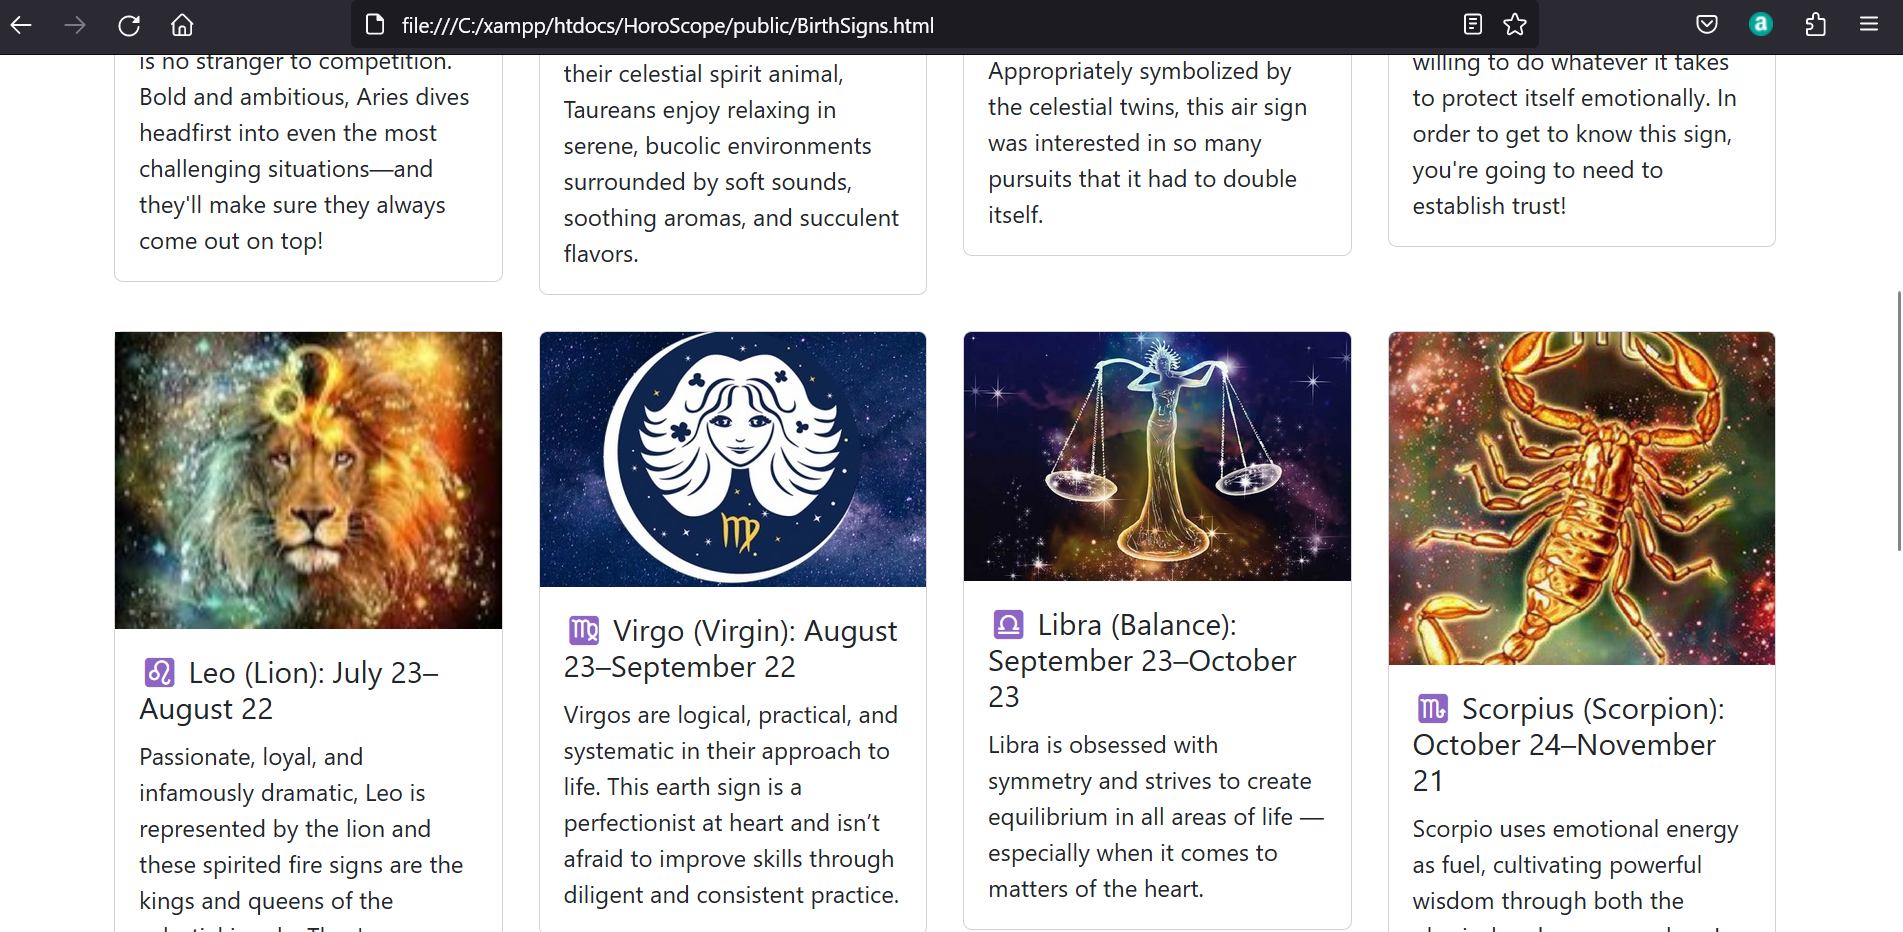 file:///C:/xampp/htdocs/HoroScope/public/BirthSigns.html
is no stranger to competition.
Bold and ambitious, Aries dives
headfirst into even the most
challenging situations—and
they'll make sure they always
come out on top!
their celestial spirit animal,
Taureans enjoy relaxing in
serene, bucolic environments
surrounded by soft sounds,
soothing aromas, and succulent
flavors.
Appropriately symbolized by
the celestial twins, this air sign
was interested in so many
pursuits that it had to double
itself.
willing to do whatever it takes
to protect itself emotionally. In
order to get to know this sign,
you're going to need to
establish trust!
♌ Leo (Lion): July 23–
August 22
Passionate, loyal, and
infamously dramatic, Leo is
represented by the lion and
these spirited fire signs are the
kings and queens of the
♍ Virgo (Virgin): August
23–September 22
Virgos are logical, practical, and
systematic in their approach to
life. This earth sign is a
perfectionist at heart and isn’t
afraid to improve skills through
diligent and consistent practice.
♎ Libra (Balance):
September 23–October
23
Libra is obsessed with
symmetry and strives to create
equilibrium in all areas of life —
especially when it comes to
matters of the heart.
♏ Scorpius (Scorpion):
October 24–November
21
Scorpio uses emotional energy
as fuel, cultivating powerful
wisdom through both the